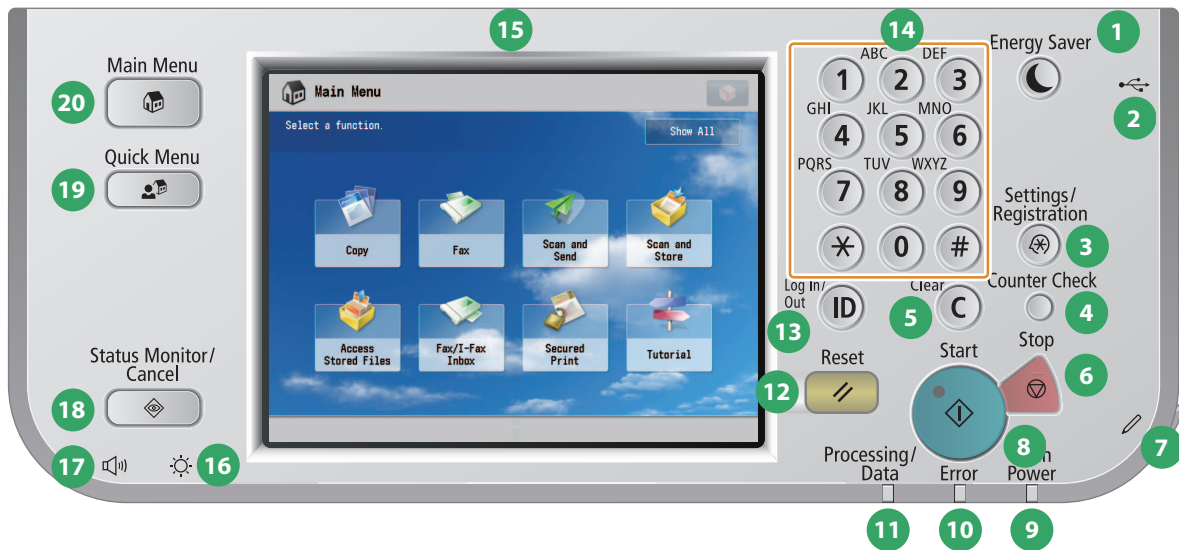 15
14
1
Energy Saver
Main Menu
20
Main Menu
Select a function.
Show All
ABC
DEF
1
2
3
2
GHI
JKL
MNO
4
5
6
Quick Menu
19
PQRS
TUV
WXYZ
7
8
9
Settings/
Registration
3
Copy
Fax
Scan and
Send
Scan and
Store
0
#
Counter Check
4
Log In/
Out
ID
Clear
C
5
13
Access
Stored Files
Fax/I-Fax
Inbox
Secured
Print
Tutorial
Status Monitor/
Cancel
18
Reset
12
Start
Stop
6
7
17
16
8
Processing/
Data
Error
Power
11
10
9